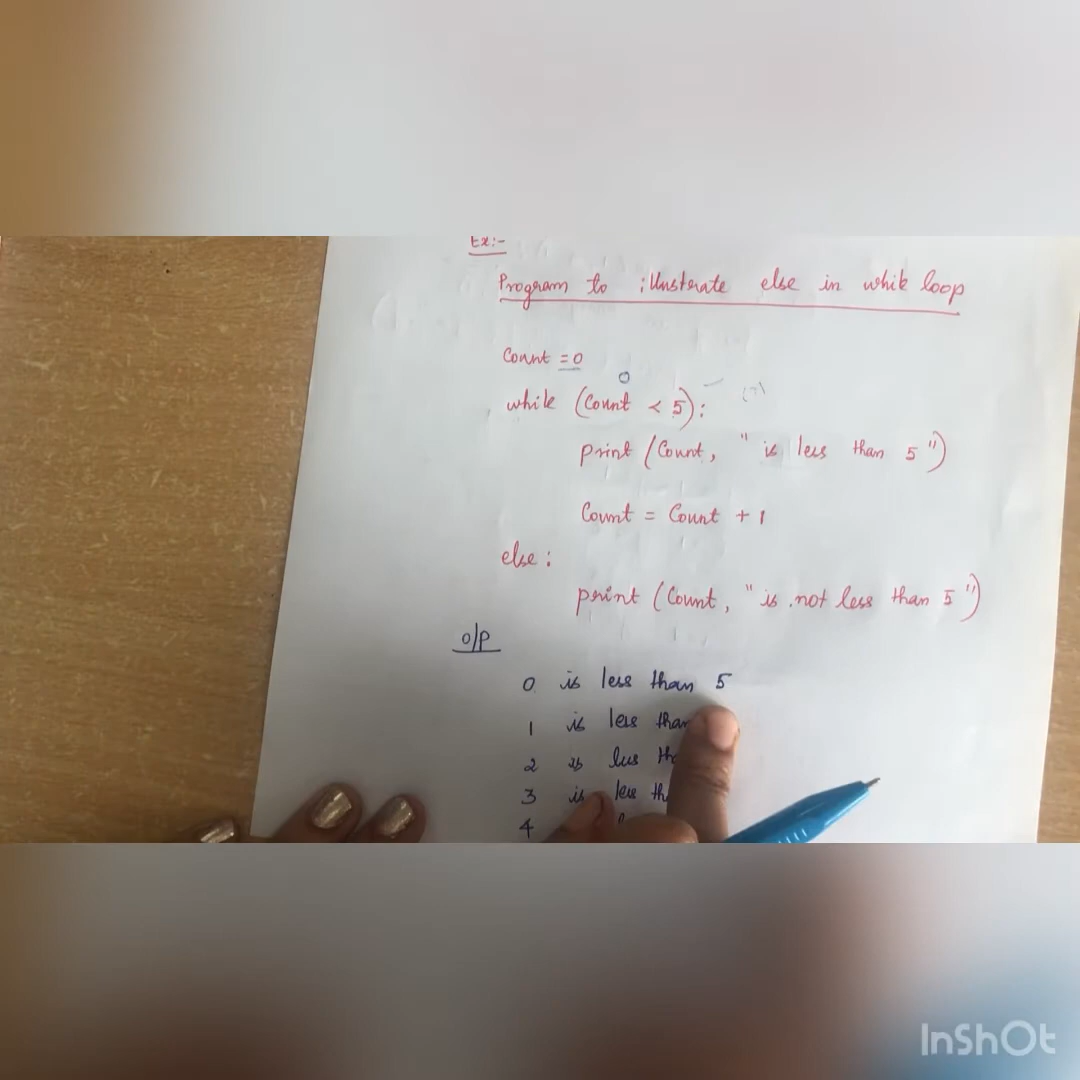 Ex:-
Program to illustrate else in while loop
Count = 0
0
while (Count < 5):
print (Count, " is less than 5")
Count = Count + 1
else:
print (Count, " is not less than 5")
o/p
0 is less than 5
1 is less than
2 is less
3 is less
4
InShOt